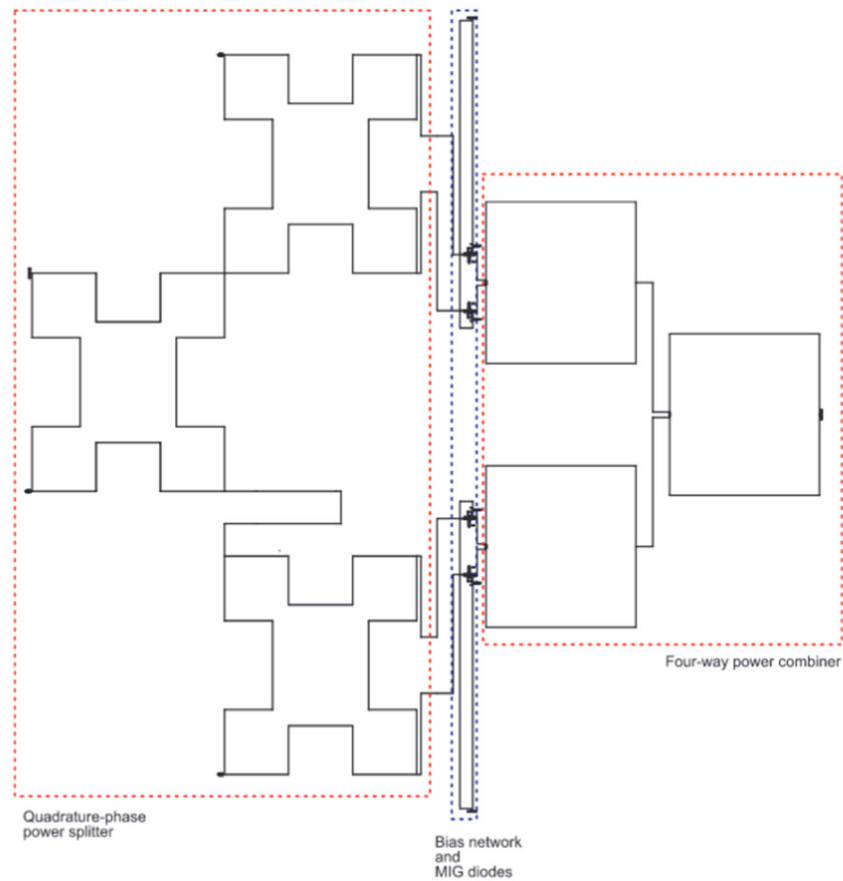 Four-way power combiner
Quadrature-phase
power splitter
Bias network
and
MIG diodes